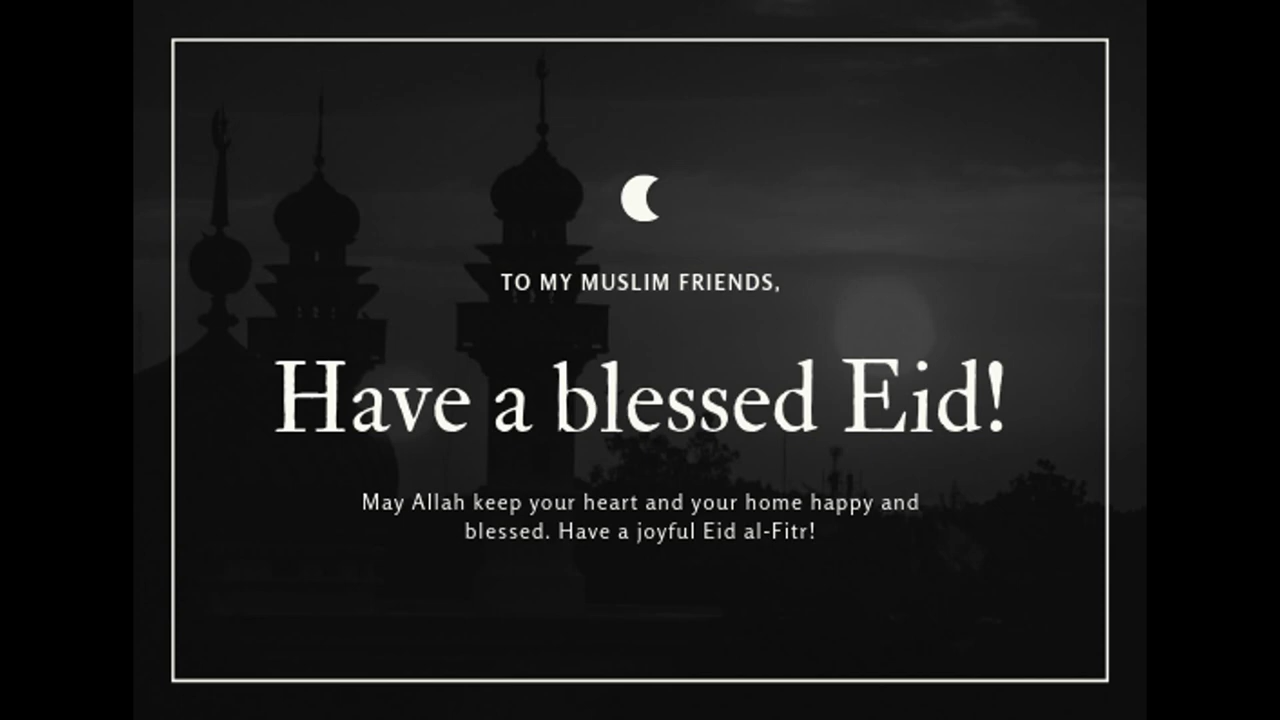 TO MY MUSLIM FRIENDS,
Have a blessed Eid!
May Allah keep your heart and your home happy and
blessed. Have a joyful Eid al-Fitr!